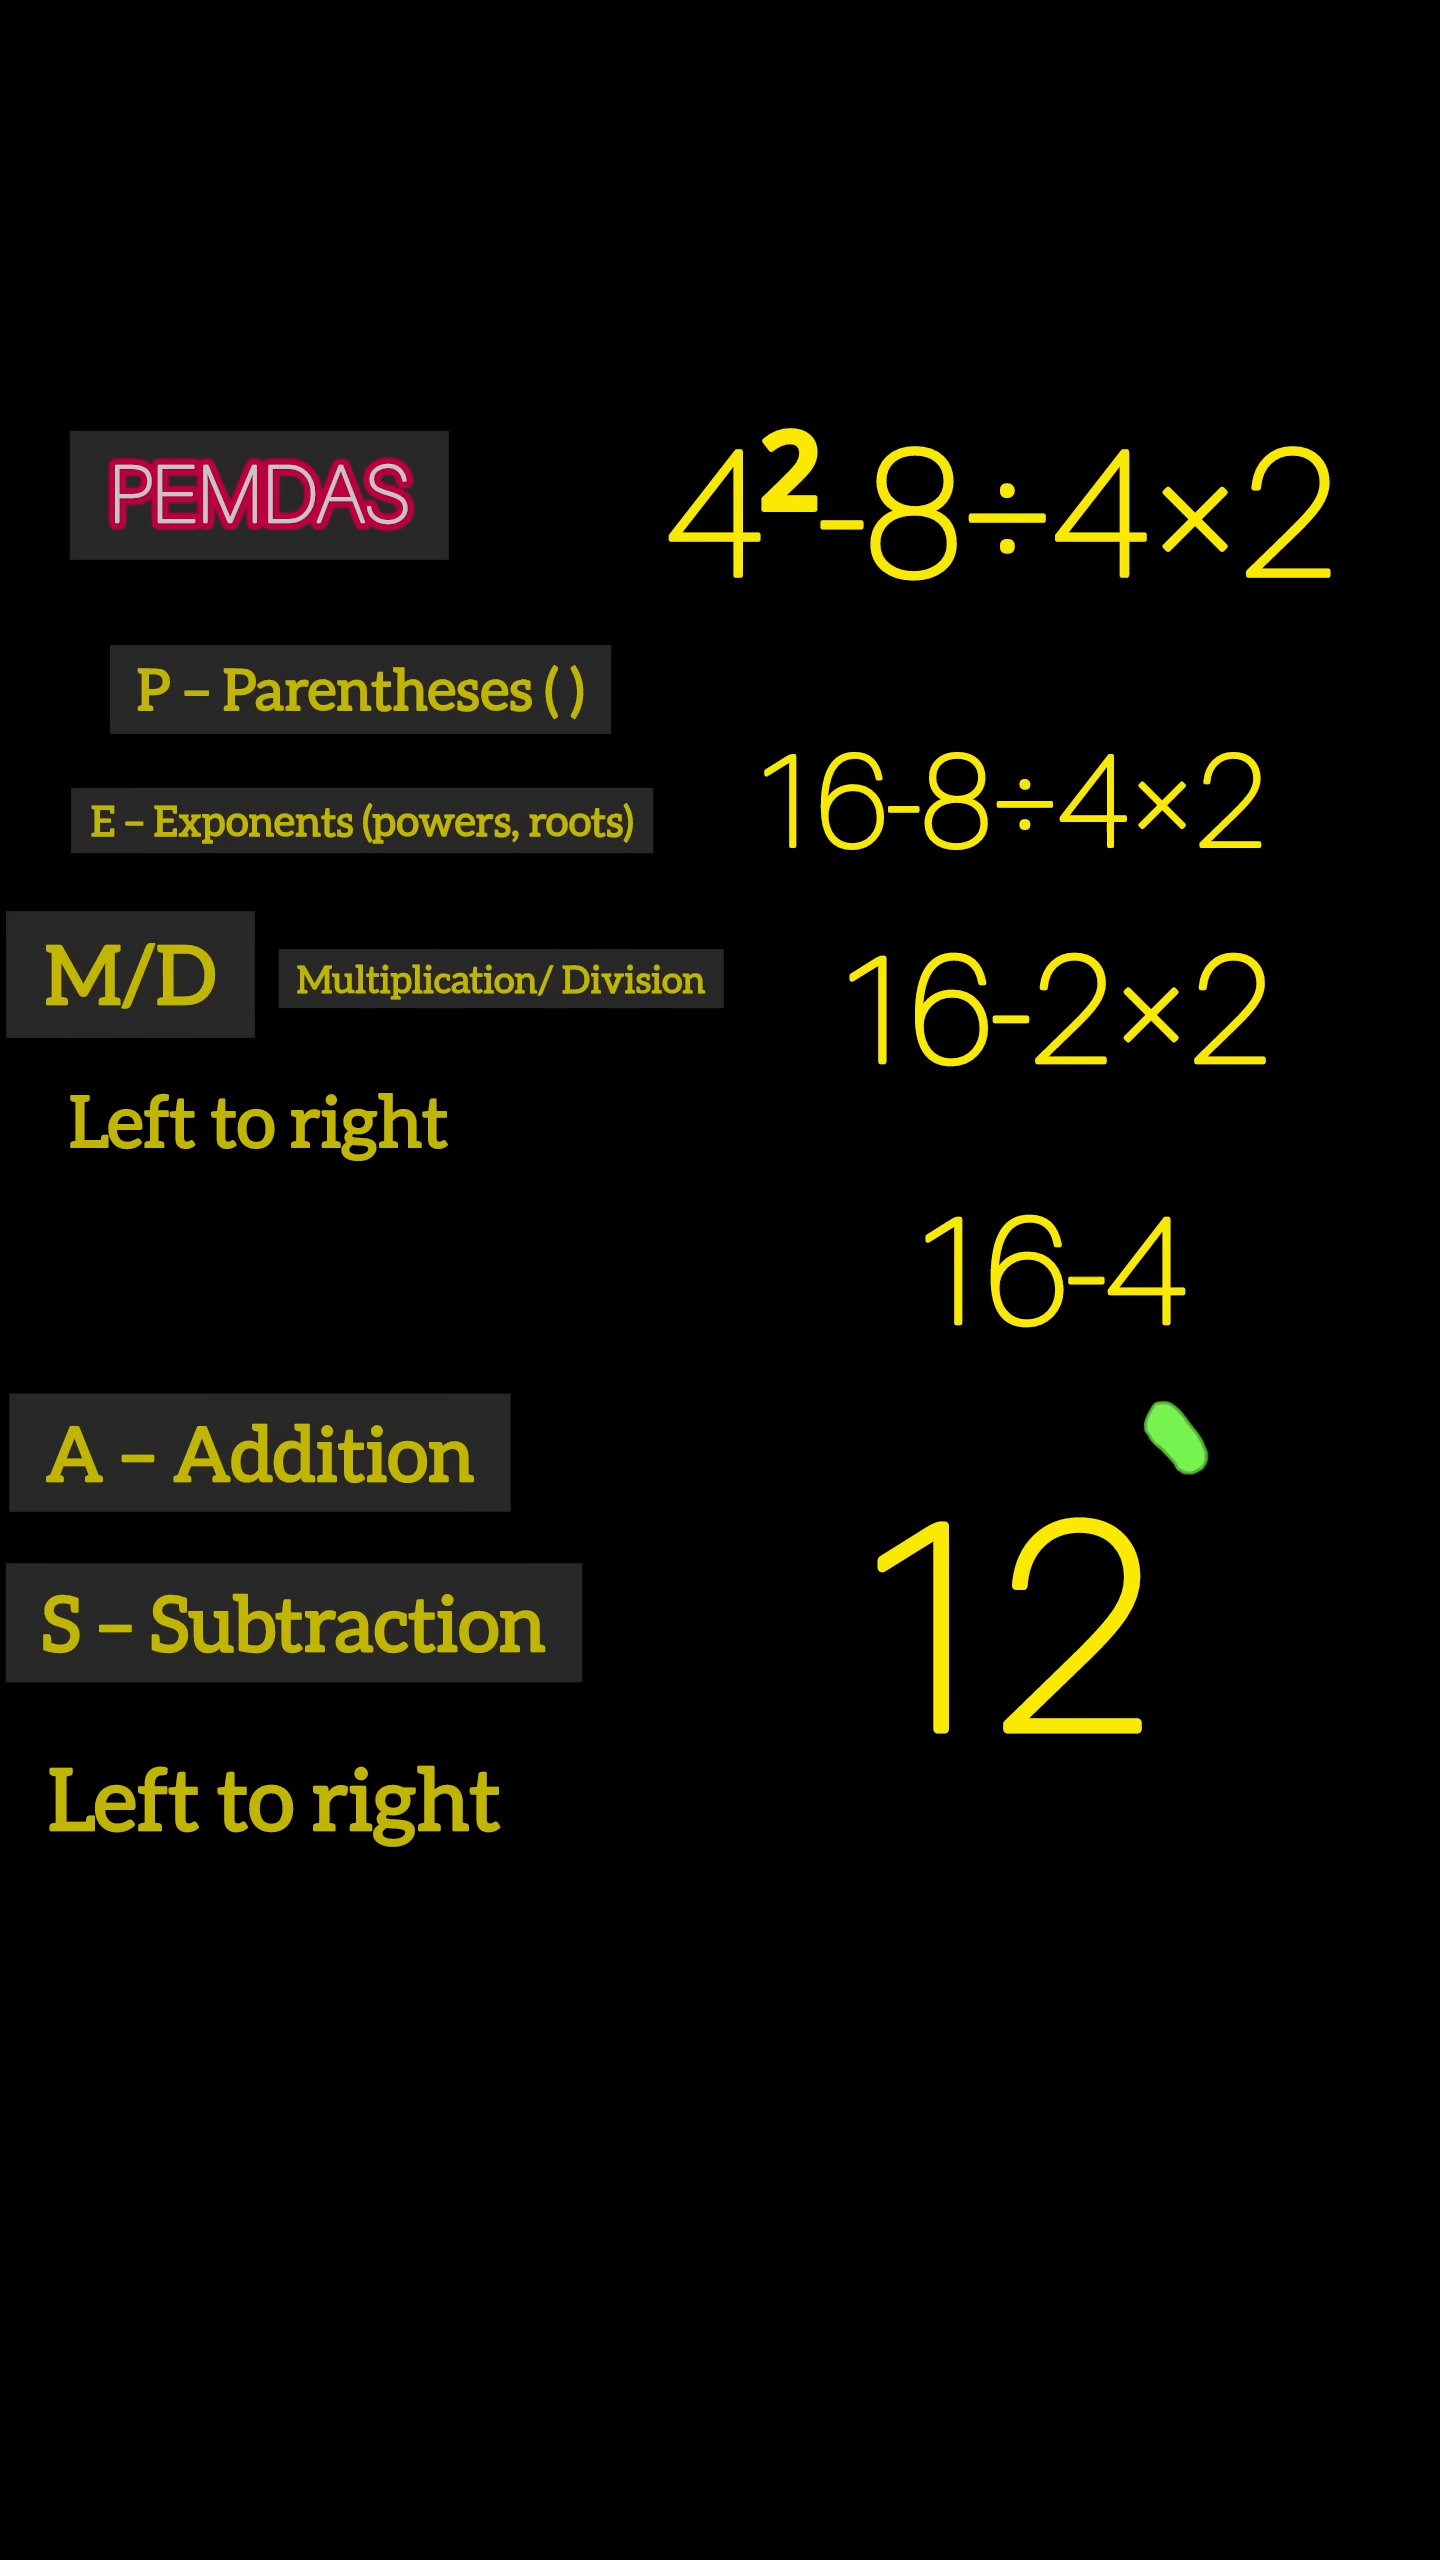 PEMDAS
4²-8÷4×2
P – Parentheses ( )
16-8÷4×2
E – Exponents (powers, roots)
M/D
Multiplication/ Division
16-2×2
Left to right
16-4
A – Addition
12
S – Subtraction
Left to right